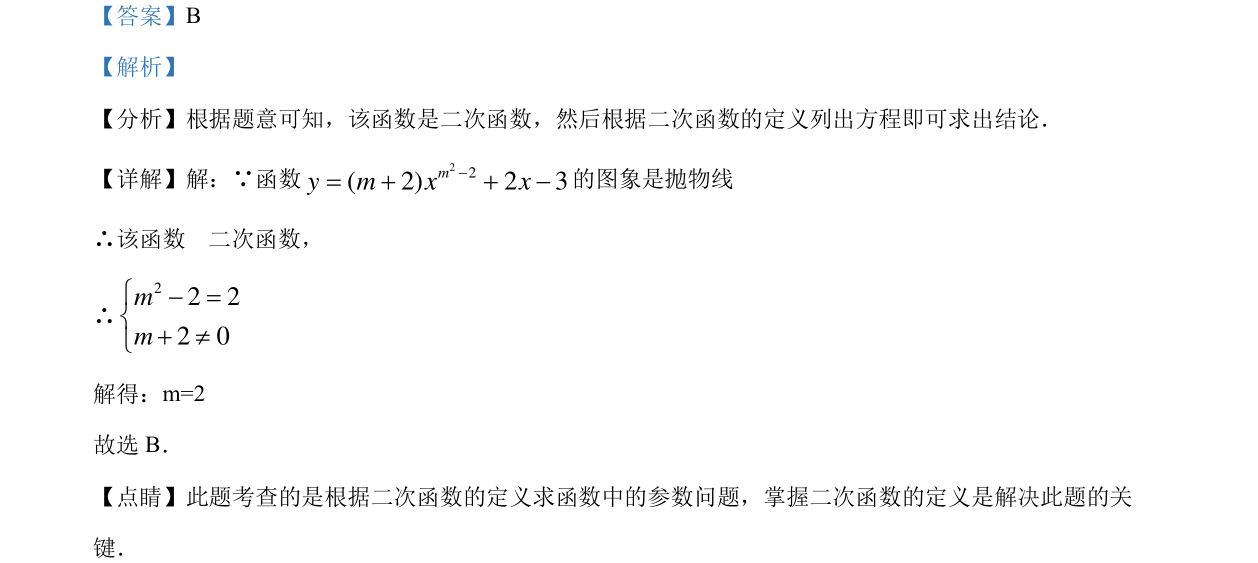 【答案】B
【解析】
【分析】根据题意可知，该函数是二次函数，然后根据二次函数的定义列出方程即可求出结论．
【详解】解：∵函数 y = (m + 2)x^{m² − 2} + 2x − 3 的图象是抛物线
∴该函数　二次函数，
∴ { m² − 2 = 2
m + 2 ≠ 0
解得：m=2
故选 B．
【点睛】此题考查的是根据二次函数的定义求函数中的参数问题，掌握二次函数的定义是解决此题的关
键．